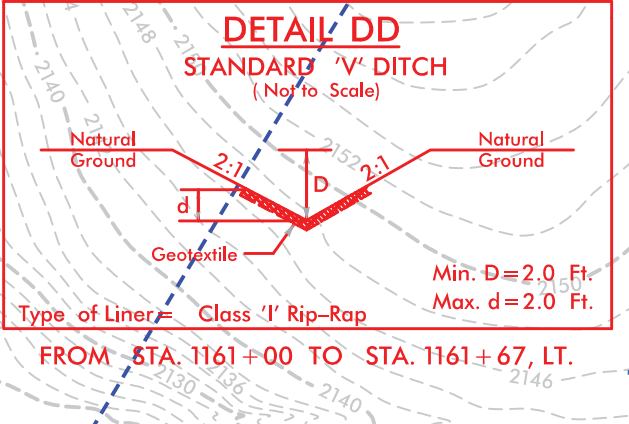 DETAIL DD
STANDARD 'V' DITCH
( Not to Scale)
2148
2150
2140
2142
2152
Natural
Ground
2:1
D
2:1
Natural
Ground
d
Geotextile
Min. D=2.0 Ft.
2150
Max. d=2.0 Ft.
Type of Liner= Class 'I' Rip-Rap
FROM STA. 1161+00 TO STA. 1161+67, LT.
2130
2136
2140
2146